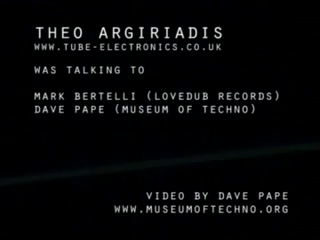 THEO ARGIRIADIS
WWW.TUBE-ELECTRONICS.CO.UK
WAS TALKING TO
MARK BERTELLI (LOVEDUB RECORDS)
DAVE PAPE (MUSEUM OF TECHNO)
VIDEO BY DAVE PAPE
WWW.MUSEUMOFTECHNO.ORG